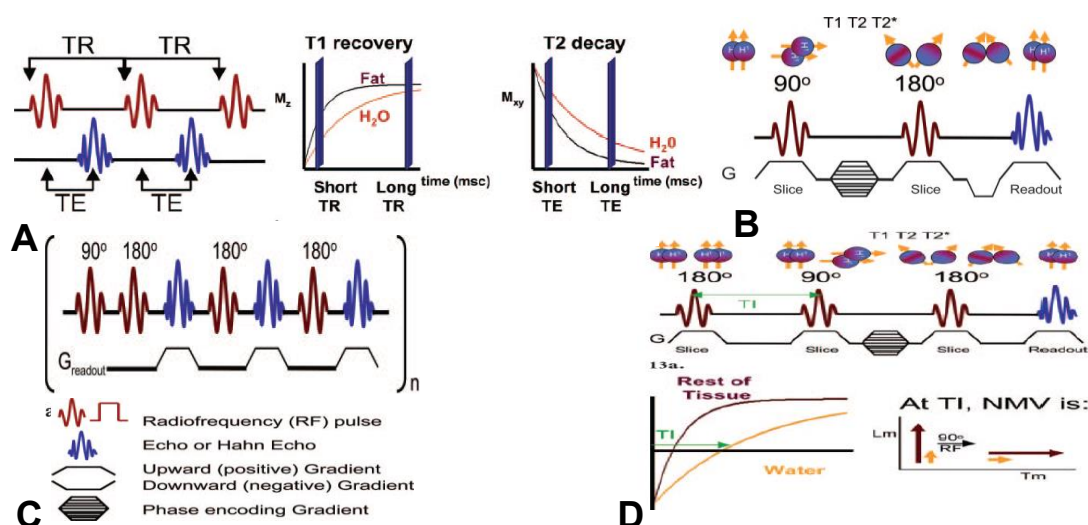 TR TR
TE TE
T1 recovery
Fat
H₂O
Mz
Short TR
Long TR
time (msc)
T2 decay
Mxy
H₂0
Fat
Short TE
Long TE
time (msc)
A
T1 T2 T2*
90° 180°
G
Slice Slice Readout
B
90° 180° 180° 180°
Greadout
n
a
Radiofrequency (RF) pulse
Echo or Hahn Echo
Upward (positive) Gradient
Downward (negative) Gradient
Phase encoding Gradient
C
T1 T2 T2*
180° 90° 180°
TI
G
Slice Slice Slice Readout
13a.
Rest of
Tissue
TI
Water
At TI, NMV is:
Lm
90°
RF
Tm
D